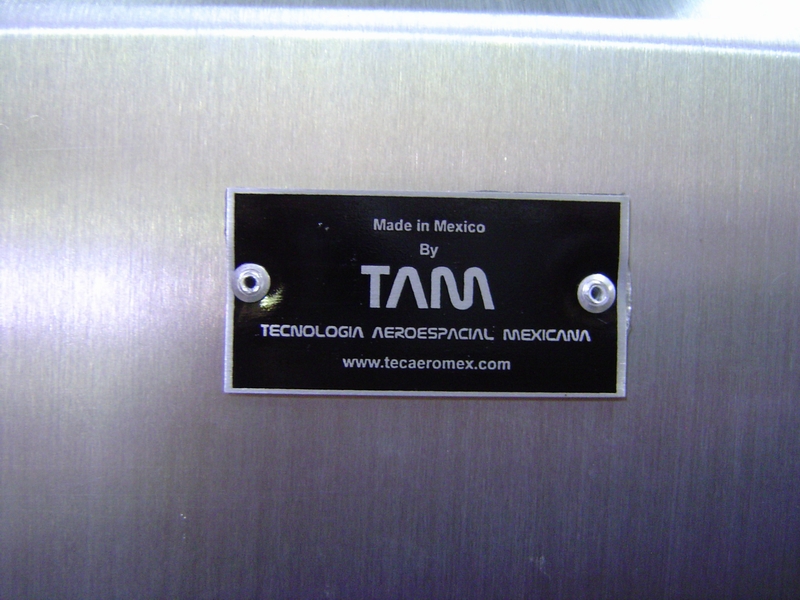 Made in Mexico
By
TAM
TECNOLOGIA AEROESPACIAL MEXICANA
www.tecaeromex.com